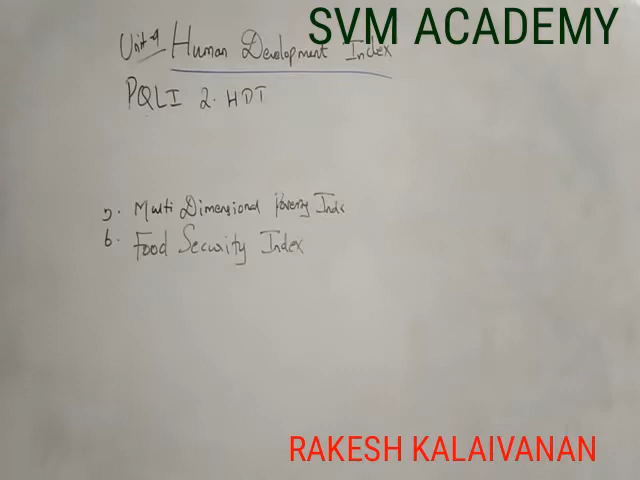 SVM ACADEMY
Unit 9 Human Development Index
PQLI 2. HDI
5. Multi Dimensional Poverty Index
6. Food Security Index
RAKESH KALAIVANAN